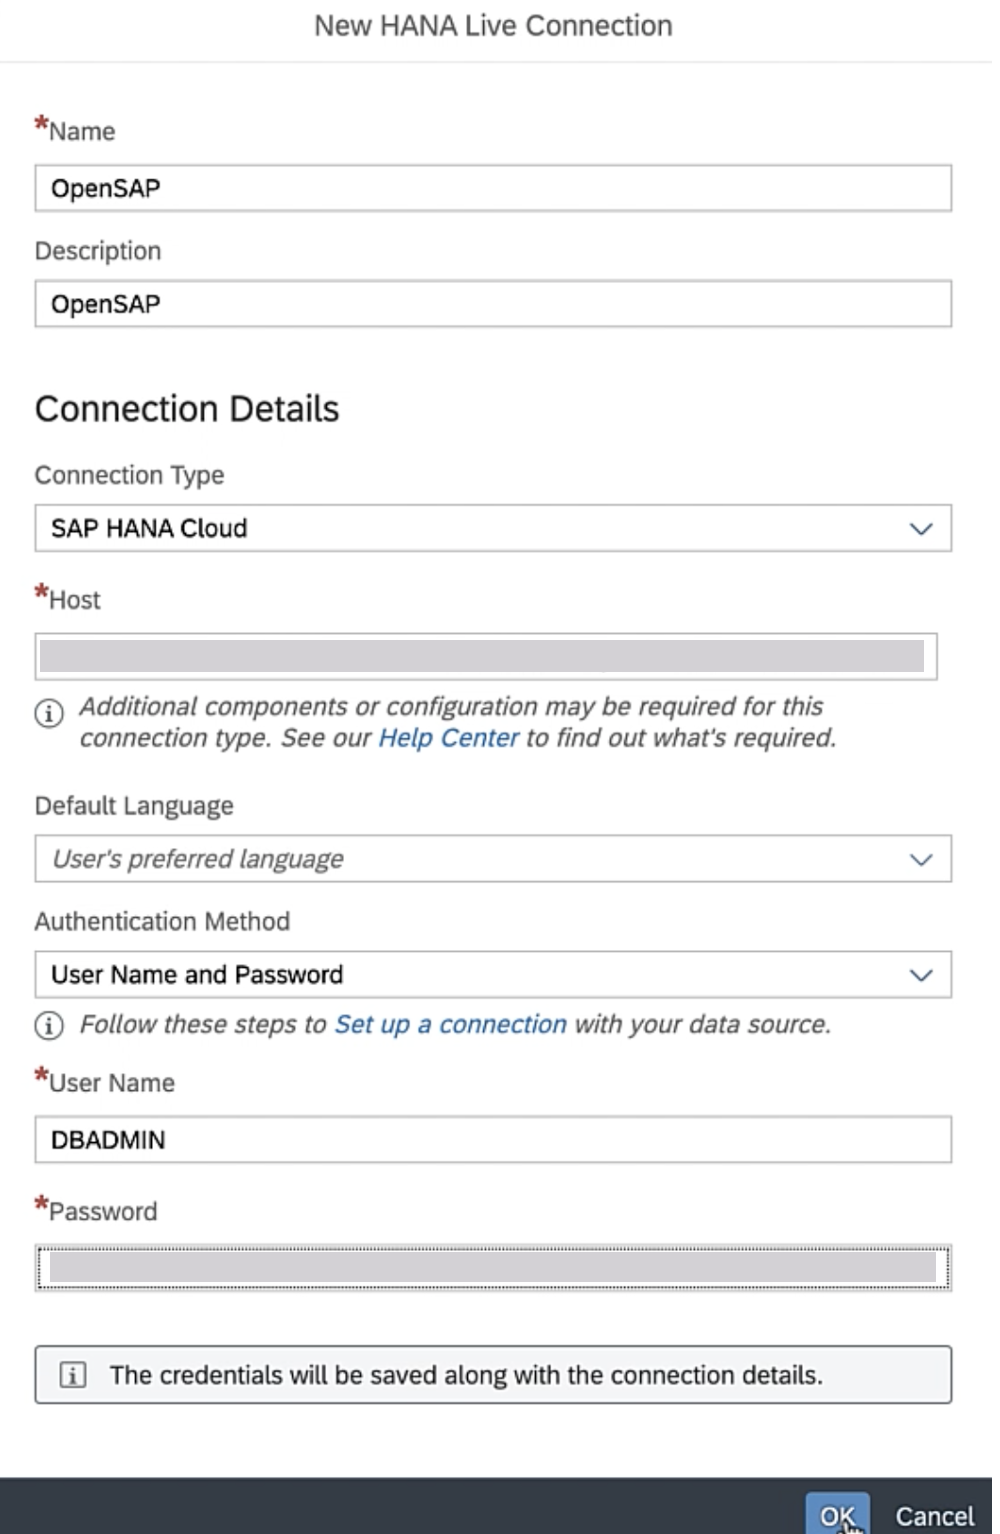 New HANA Live Connection
*Name
OpenSAP
Description
OpenSAP
Connection Details
Connection Type
SAP HANA Cloud
*Host
Additional components or configuration may be required for this
connection type. See our Help Center to find out what's required.
Default Language
User's preferred language
Authentication Method
User Name and Password
Follow these steps to Set up a connection with your data source.
*User Name
DBADMIN
*Password
The credentials will be saved along with the connection details.
OK Cancel